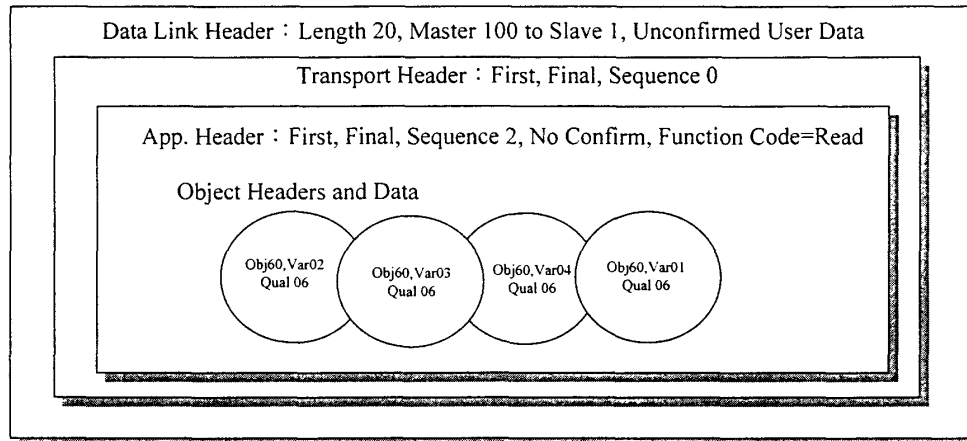 Data Link Header：Length 20, Master 100 to Slave 1, Unconfirmed User Data
Transport Header：First, Final, Sequence 0
App. Header：First, Final, Sequence 2, No Confirm, Function Code=Read
Object Headers and Data
Obj60,Var02
Qual 06
Obj60,Var03
Qual 06
Obj60,Var04
Qual 06
Obj60,Var01
Qual 06